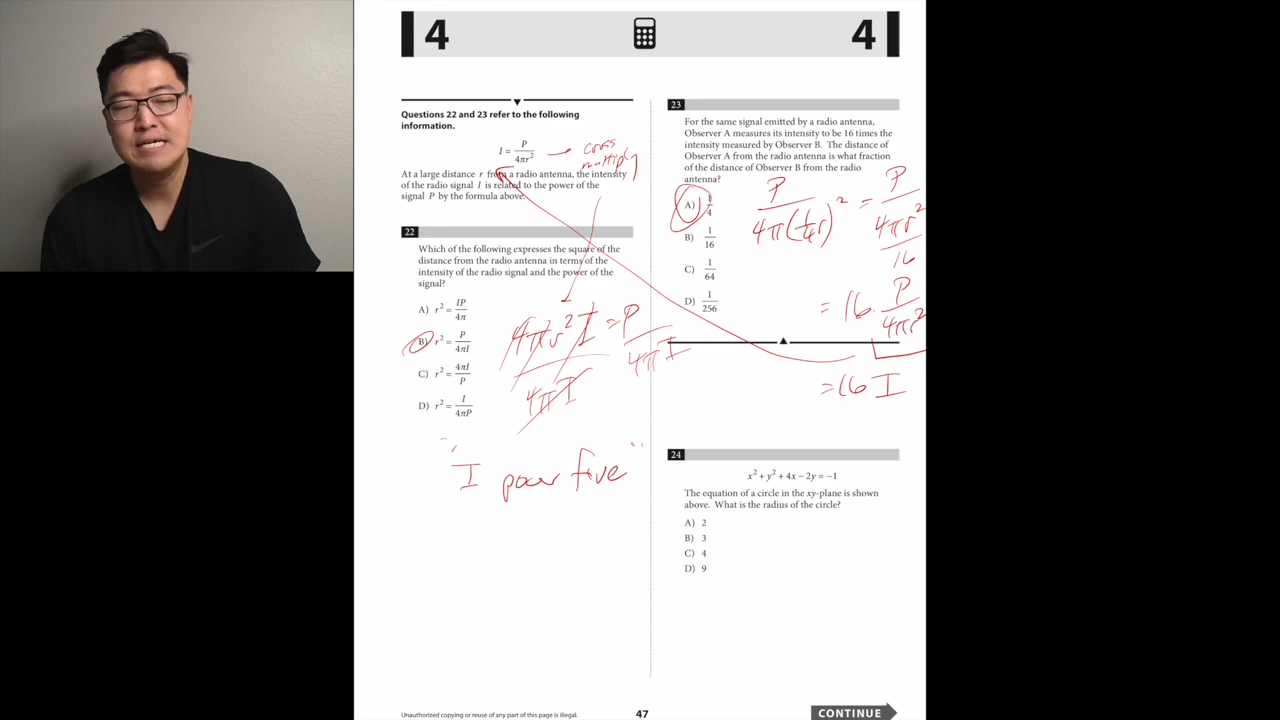 4
4
Questions 22 and 23 refer to the following
information.
I = P/4πr² → cross
multiply
At a large distance r from a radio antenna, the intensity
of the radio signal I is related to the power of the
signal P by the formula above.
22
Which of the following expresses the square of the
distance from the radio antenna in terms of the
intensity of the radio signal and the power of the
signal?
A) r² = IP/4π
B) r² = P/4πI
C) r² = 4πI/P
D) r² = I/4πP
4πr²I = P
4πI 4πI
"I pour five"
23
For the same signal emitted by a radio antenna,
Observer A measures its intensity to be 16 times the
intensity measured by Observer B. The distance of
Observer A from the radio antenna is what fraction
of the distance of Observer B from the radio
antenna?
A) 1/4
B) 1/16
C) 1/64
D) 1/256
P/4π(1/4r)² = P/4πr²/16
= 16 · P/4πr²
= 16 I
24
x² + y² + 4x − 2y = −1
The equation of a circle in the xy-plane is shown
above. What is the radius of the circle?
A) 2
B) 3
C) 4
D) 9
Unauthorized copying or reuse of any part of this page is illegal.
47
CONTINUE